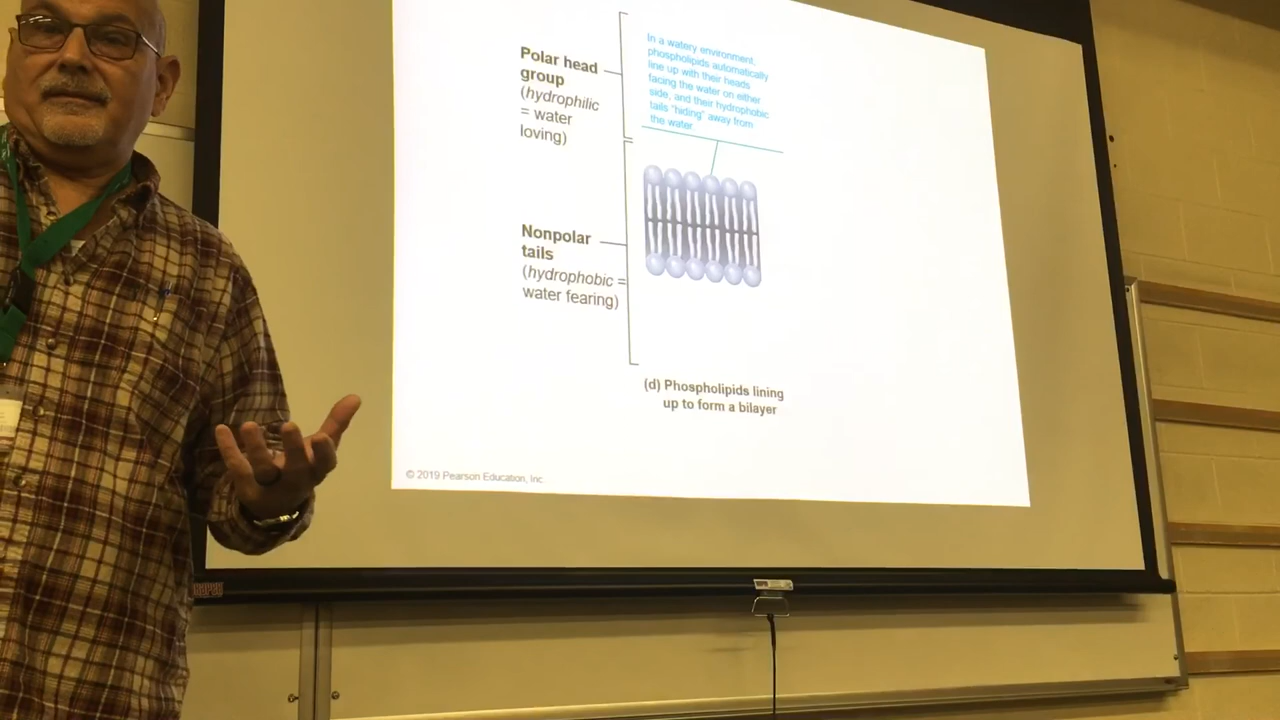 Polar head
group
(hydrophilic
= water
loving)
In a watery environment,
phospholipids automatically
line up with their heads
facing the water on either
side, and their hydrophobic
tails "hiding" away from
the water
Nonpolar
tails
(hydrophobic =
water fearing)
(d) Phospholipids lining
up to form a bilayer
© 2019 Pearson Education, Inc.
DRAPER